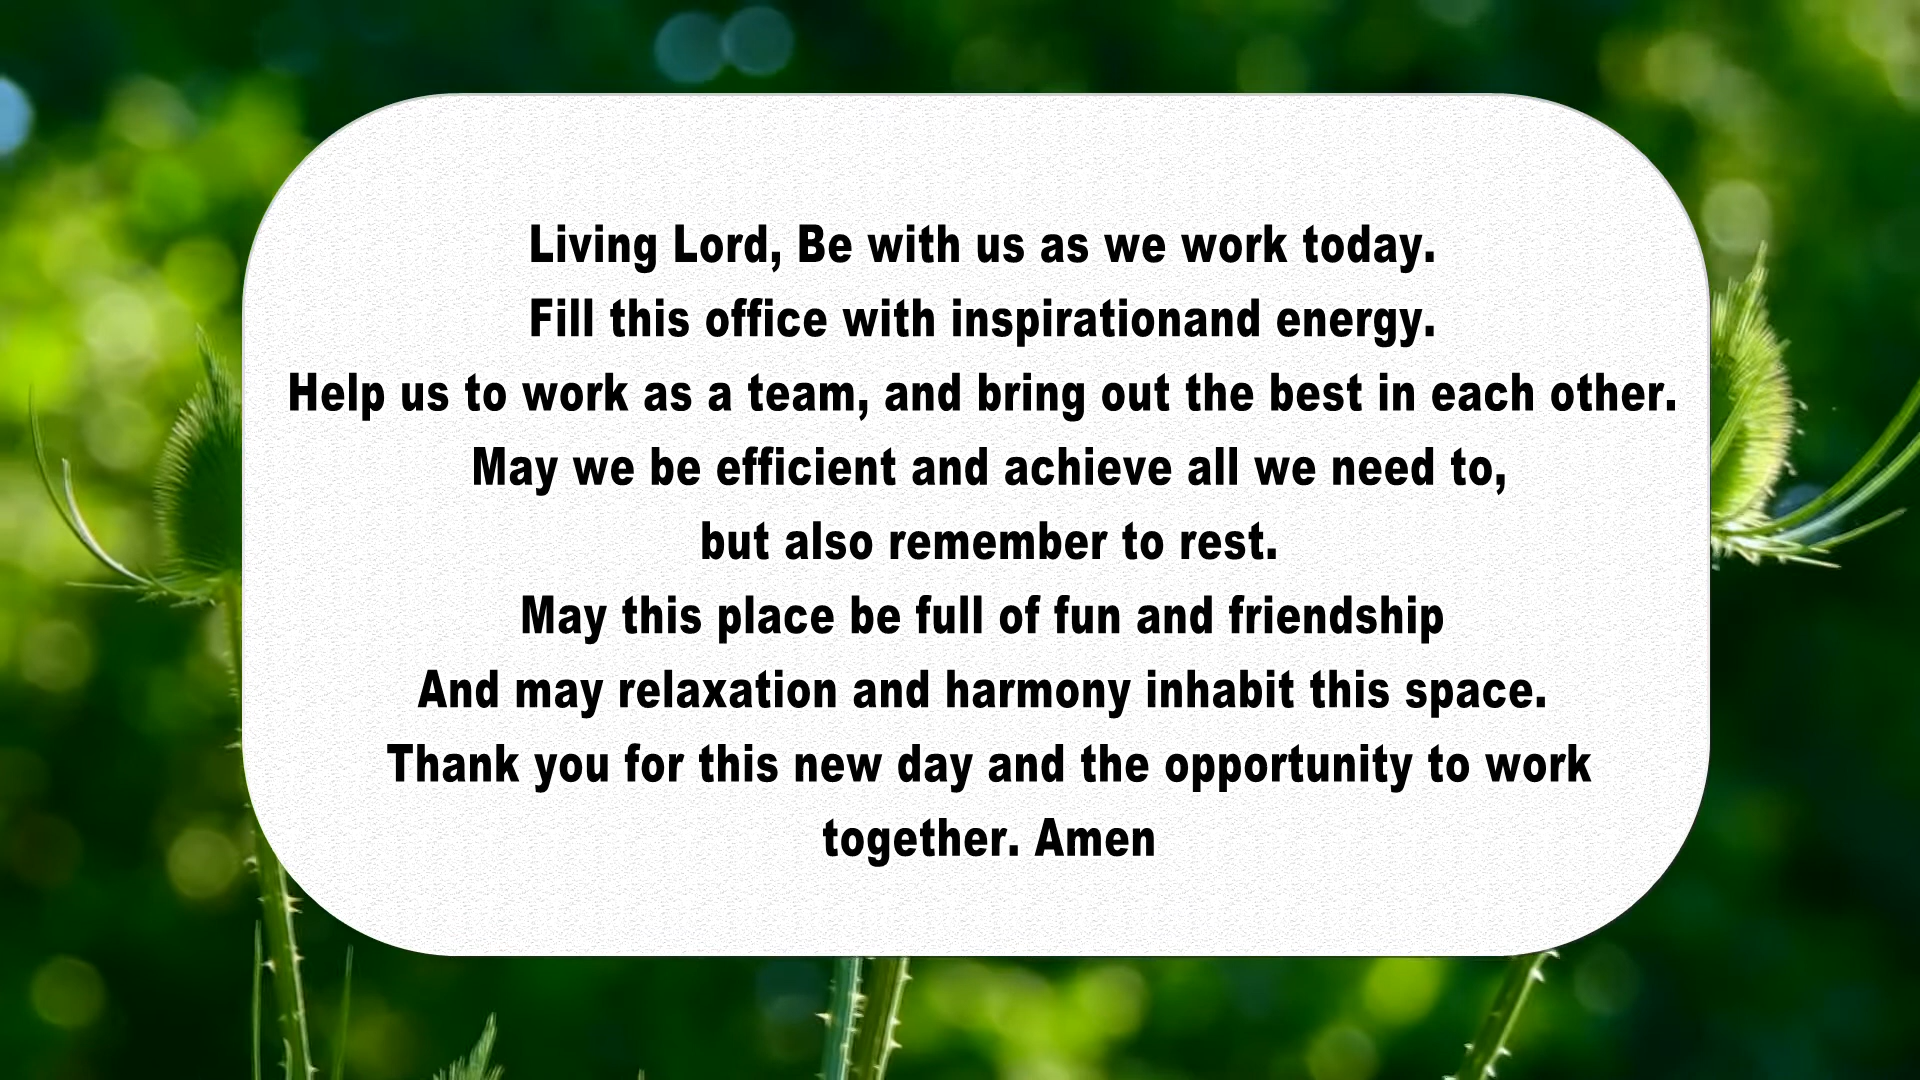 Living Lord, Be with us as we work today.
Fill this office with inspirationand energy.
Help us to work as a team, and bring out the best in each other.
May we be efficient and achieve all we need to,
but also remember to rest.
May this place be full of fun and friendship
And may relaxation and harmony inhabit this space.
Thank you for this new day and the opportunity to work
together. Amen